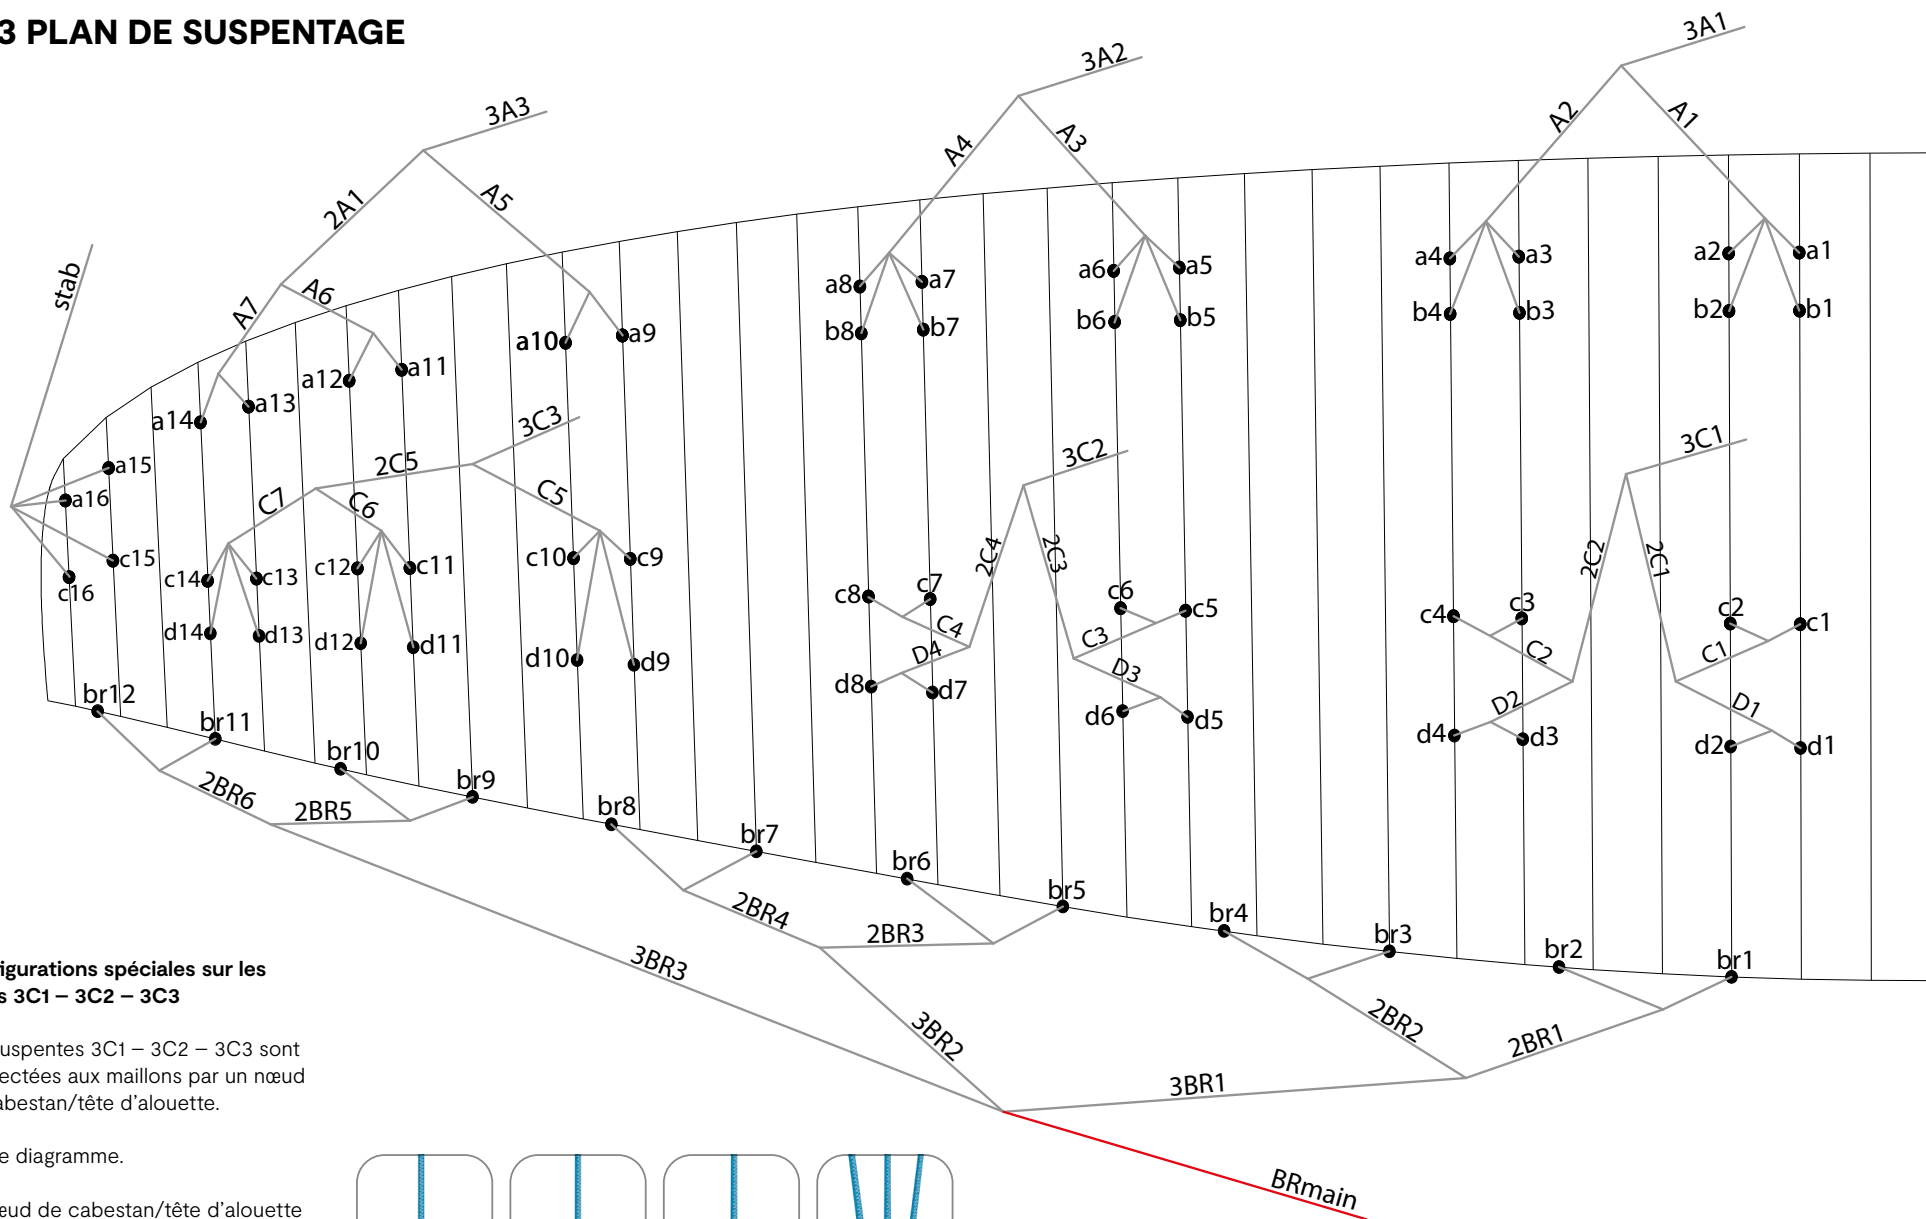 3 PLAN DE SUSPENTAGE
3A1
3A2
3A3
A2
A1
A4
A3
2A1
A5
stab
A7
A6
a8
a7
a6
a5
a4
a3
a2
a1
b8
b7
b6
b5
b4
b3
b2
b1
a10
a9
a12
a11
a14
a13
a15
a16
3C3
3C2
3C1
2C5
C7
C6
C5
c15
c16
c14
c13
c12
c11
c10
c9
d14
d13
d12
d11
d10
d9
2C4
2C3
2C2
2C1
c8
c7
c6
c5
c4
c3
c2
c1
C4
C3
C2
C1
D4
D3
D2
D1
d8
d7
d6
d5
d4
d3
d2
d1
br12
br11
br10
br9
br8
br7
br6
br5
br4
br3
br2
br1
2BR6
2BR5
2BR4
2BR3
2BR2
2BR1
3BR3
3BR2
3BR1
BRmain
igurations spéciales sur les
s 3C1 – 3C2 – 3C3
uspentes 3C1 – 3C2 – 3C3 sont
ectées aux maillons par un nœud
abestan/tête d’alouette.
e diagramme.
œud de cabestan/tête d’alouette